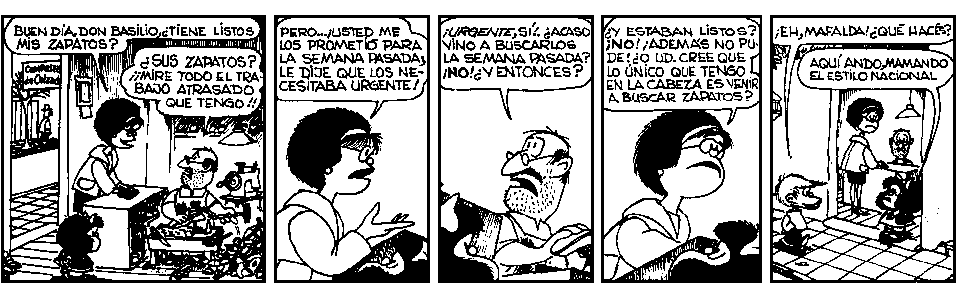 BUEN DÍA, DON BASILIO, ¿TIENE LISTOS
MIS ZAPATOS?
¿SUS ZAPATOS?
¡¡MIRE TODO EL TRA-
BAJO ATRASADO
QUE TENGO!!
Compostura
de Calzado
PERO...¡USTED ME
LOS PROMETIÓ PARA
LA SEMANA PASADA,
LE DIJE QUE LOS NE-
CESITABA URGENTE!
¡URGENTE, SÍ! ¿ACASO
VINO A BUSCARLOS
LA SEMANA PASADA?
¡NO! ¿Y ENTONCES?
¿Y ESTABAN LISTOS?
¡NO! ¡ADEMÁS NO PU-
DE! ¿O UD. CREE QUE
LO ÚNICO QUE TENGO
EN LA CABEZA ES VENIR
A BUSCAR ZAPATOS?
¡EH, MAFALDA! ¿QUÉ HACÉS?
AQUÍ ANDO, MAMANDO
EL ESTILO NACIONAL